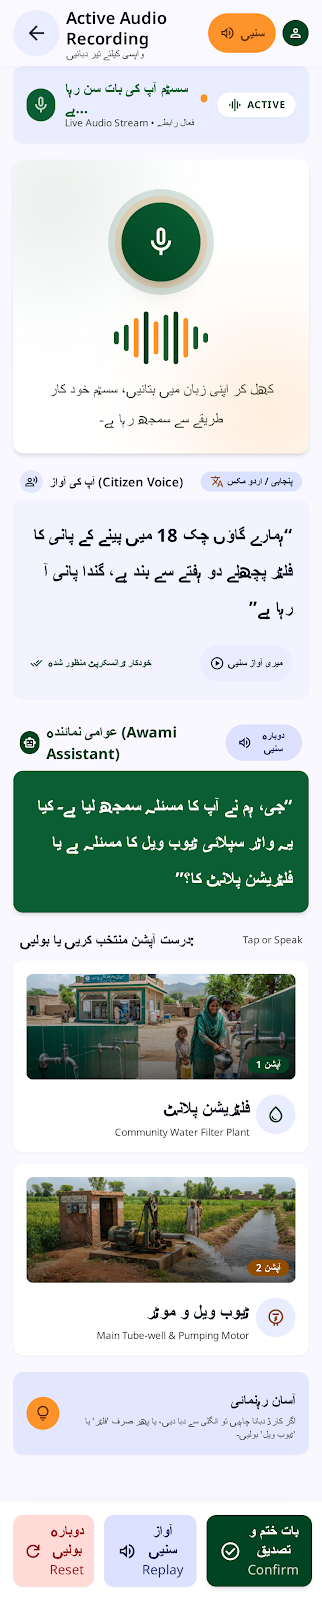 Active Audio
Recording
واپسی کیلئے تیر دبائیں
سنیں
سسٹم آپ کی بات سن رہا
ہے...
Live Audio Stream • فعال رابطہ
ACTIVE
کھل کر اپنی زبان میں بتائیں، سسٹم خود کار
طریقے سے سمجھ رہا ہے۔
آپ کی آواز (Citizen Voice)
پنجابی / اردو مکس
“ہمارے گاؤں چک 18 میں پینے کے پانی کا
فلٹر پچھلے دو ہفتے سے بند ہے، گندا پانی آ
رہا ہے”
خودکار ٹرانسکرپٹ منظور شدہ
میری آواز سنیں
عوامی نمائندہ (Awami
Assistant)
دوبارہ
سنیں
“جی، ہم نے آپ کا مسئلہ سمجھ لیا ہے۔ کیا
یہ واٹر سپلائی ٹیوب ویل کا مسئلہ ہے یا
فلٹریشن پلانٹ کا؟”
درست آپشن منتخب کریں یا بولیں:
Tap or Speak
آپشن 1
فلٹریشن پلانٹ
Community Water Filter Plant
آپشن 2
ٹیوب ویل و موٹر
Main Tube-well & Pumping Motor
آسان رہنمائی
اگر کارڈ دبانا چاہیں تو انگلی سے دبا دیں، یا پھر صرف 'فلٹر' یا
'ٹیوب ویل' بولیں۔
دوبارہ
بولیں
Reset
آواز
سنیں
Replay
بات ختم و
تصدیق
Confirm